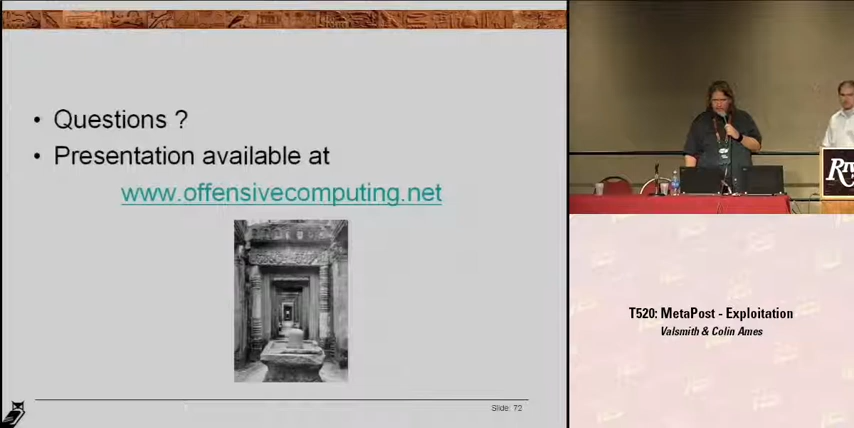 • Questions ?
• Presentation available at
www.offensivecomputing.net
Slide: 72
T520: MetaPost - Exploitation
Valsmith & Colin Ames